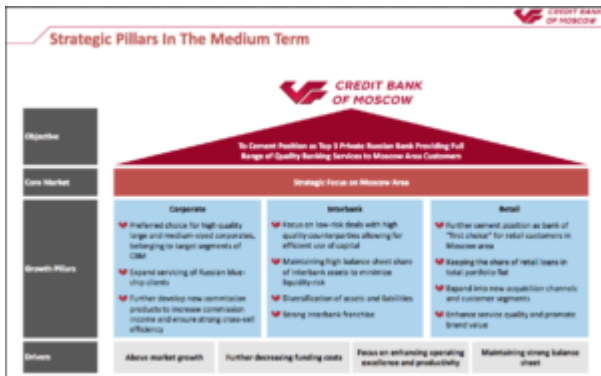 CREDIT BANK
OF MOSCOW
Strategic Pillars In The Medium Term
CREDIT BANK
OF MOSCOW
Objective
To Cement Position as Top 3 Private Russian Bank Providing Full
Range of Quality Banking Services to Moscow Area Customers
Core Market
Strategic Focus on Moscow Area
Growth Pillars
Corporate
Preferred choice for high quality
large and medium-sized corporates,
belonging to target segments of
CBM
Expand servicing of Russian blue-
chip clients
Further develop new commission
products to increase commission
income and ensure strong cross-sell
efficiency
Interbank
Focus on low-risk deals with high
quality counterparties allowing for
efficient use of capital
Maintaining high balance sheet share
of interbank assets to minimize
liquidity risk
Diversification of assets and liabilities
Strong interbank franchise
Retail
Further cement position as bank of
"first choice" for retail customers in
Moscow area
Keeping the share of retail loans in
total portfolio flat
Expand into new acquisition channels
and customer segments
Enhance service quality and promote
brand value
Drivers
Above market growth
Further decreasing funding costs
Focus on enhancing operating
excellence and productivity
Maintaining strong balance
sheet